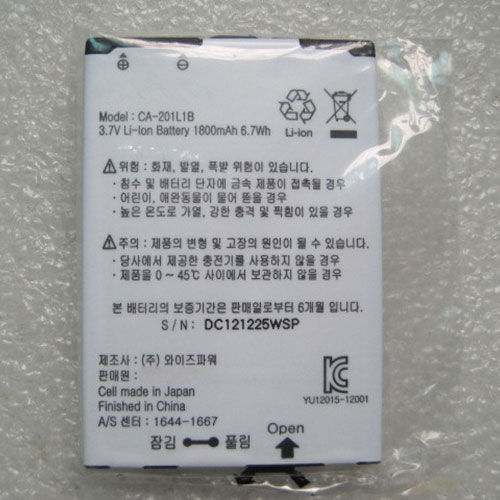 Model: CA-201L1B
3.7V Li-Ion Battery 1800mAh 6.7Wh
Li-ion
위험 : 화재, 발열, 폭발 위험이 있음
· 침수 및 배터리 단자에 금속 제품이 접촉될 경우
· 어린이, 애완동물이 물어 뜯을 경우
· 높은 온도로 가열, 강한 충격 및 찍힘이 있을 경우
주의 : 제품의 변형 및 고장의 원인이 될 수 있음
· 당사에서 제공한 충전기를 사용하지 않을 경우
· 제품을 0 ~ 45℃ 사이에서 보관하지 않을 경우
본 배터리의 보증기간은 판매일로부터 6개월 입니다
S / N : DC121225WSP
제조사 : (주) 와이즈파워
판매원 :
Cell made in Japan
Finished in China
A/S 센터 : 1644-1667
YU12015-12001
잠김 풀림
Open